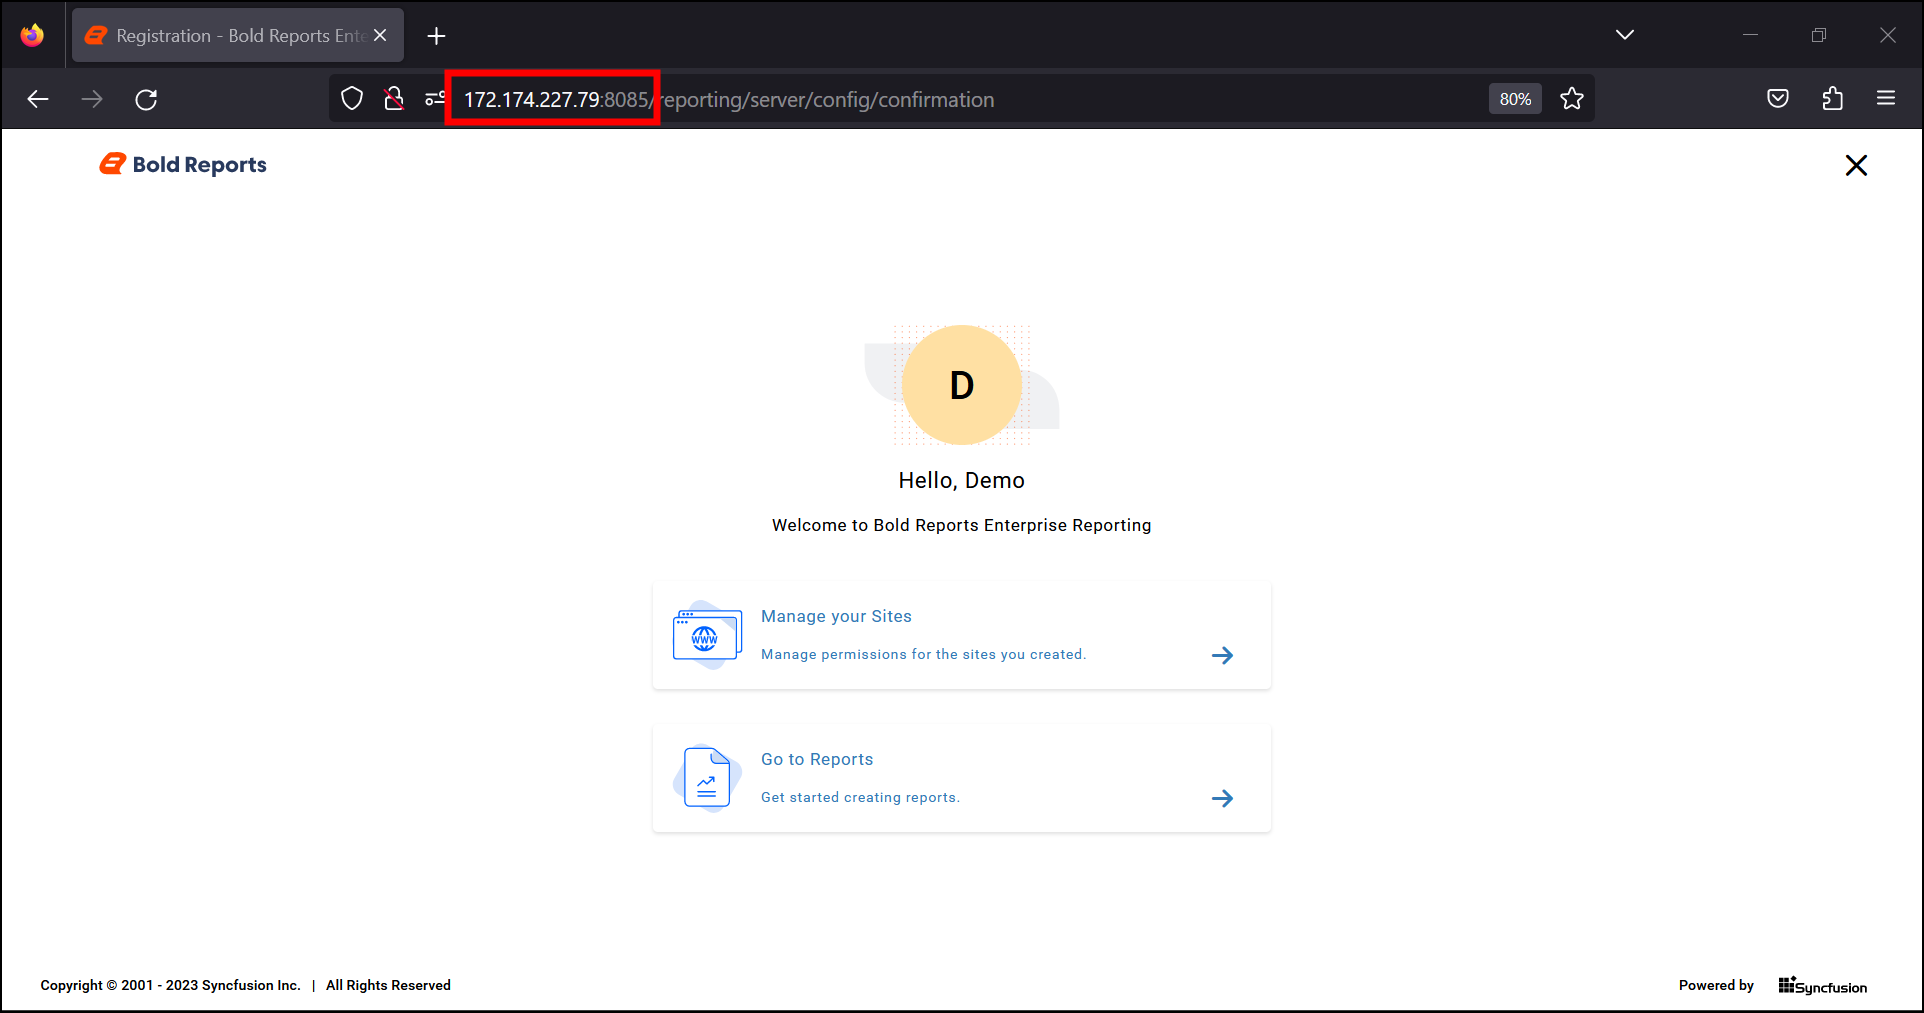 Registration - Bold Reports Ente
172.174.227.79:8085/reporting/server/config/confirmation
80%
Bold Reports
D
Hello, Demo
Welcome to Bold Reports Enterprise Reporting
WWW
Manage your Sites
Manage permissions for the sites you created.
Go to Reports
Get started creating reports.
Copyright © 2001 - 2023 Syncfusion Inc. | All Rights Reserved
Powered by Syncfusion